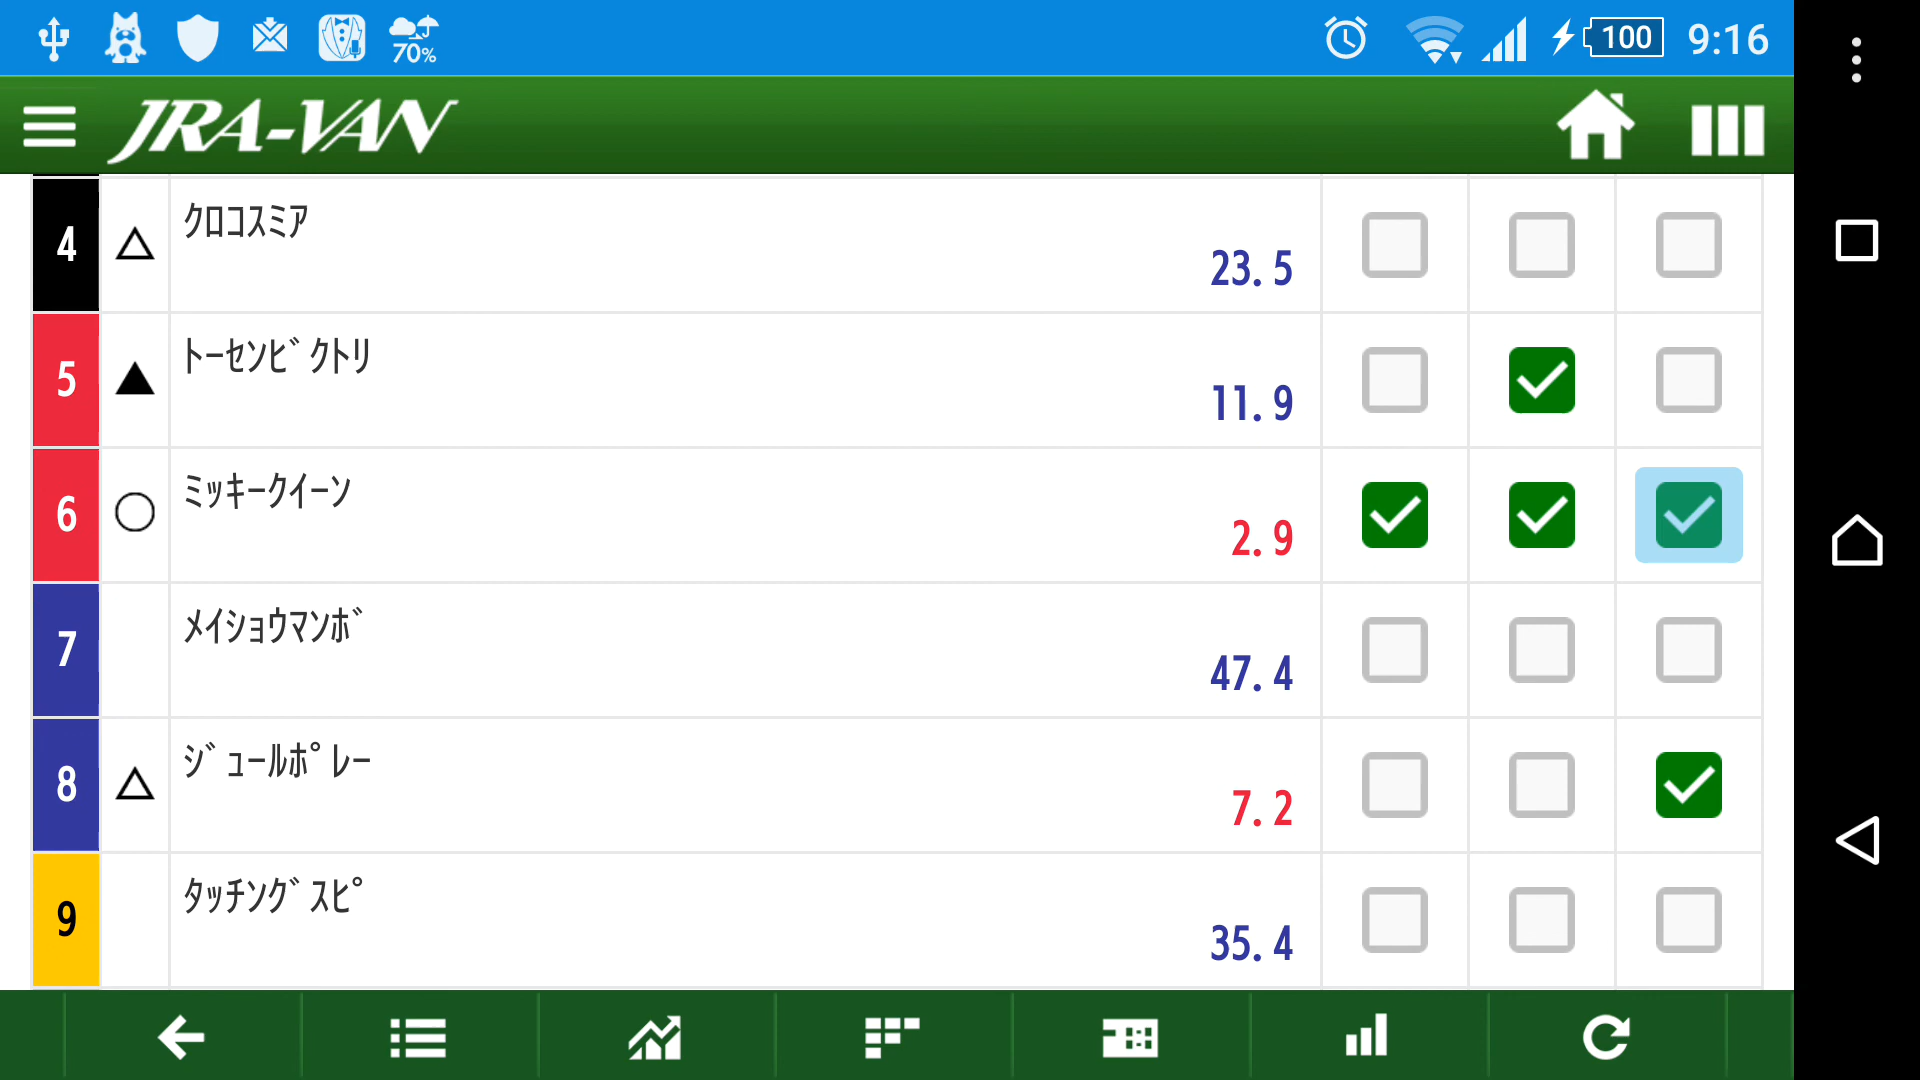 70%
100
9:16
JRA-VAN
4 △ クロコスミア
23.5
5 ▲ トーセンビクトリ
11.9
6 ○ ミッキークイーン
2.9
7 メイショウマンボ
47.4
8 △ ジュールポレー
7.2
9 タッチングスピ
35.4